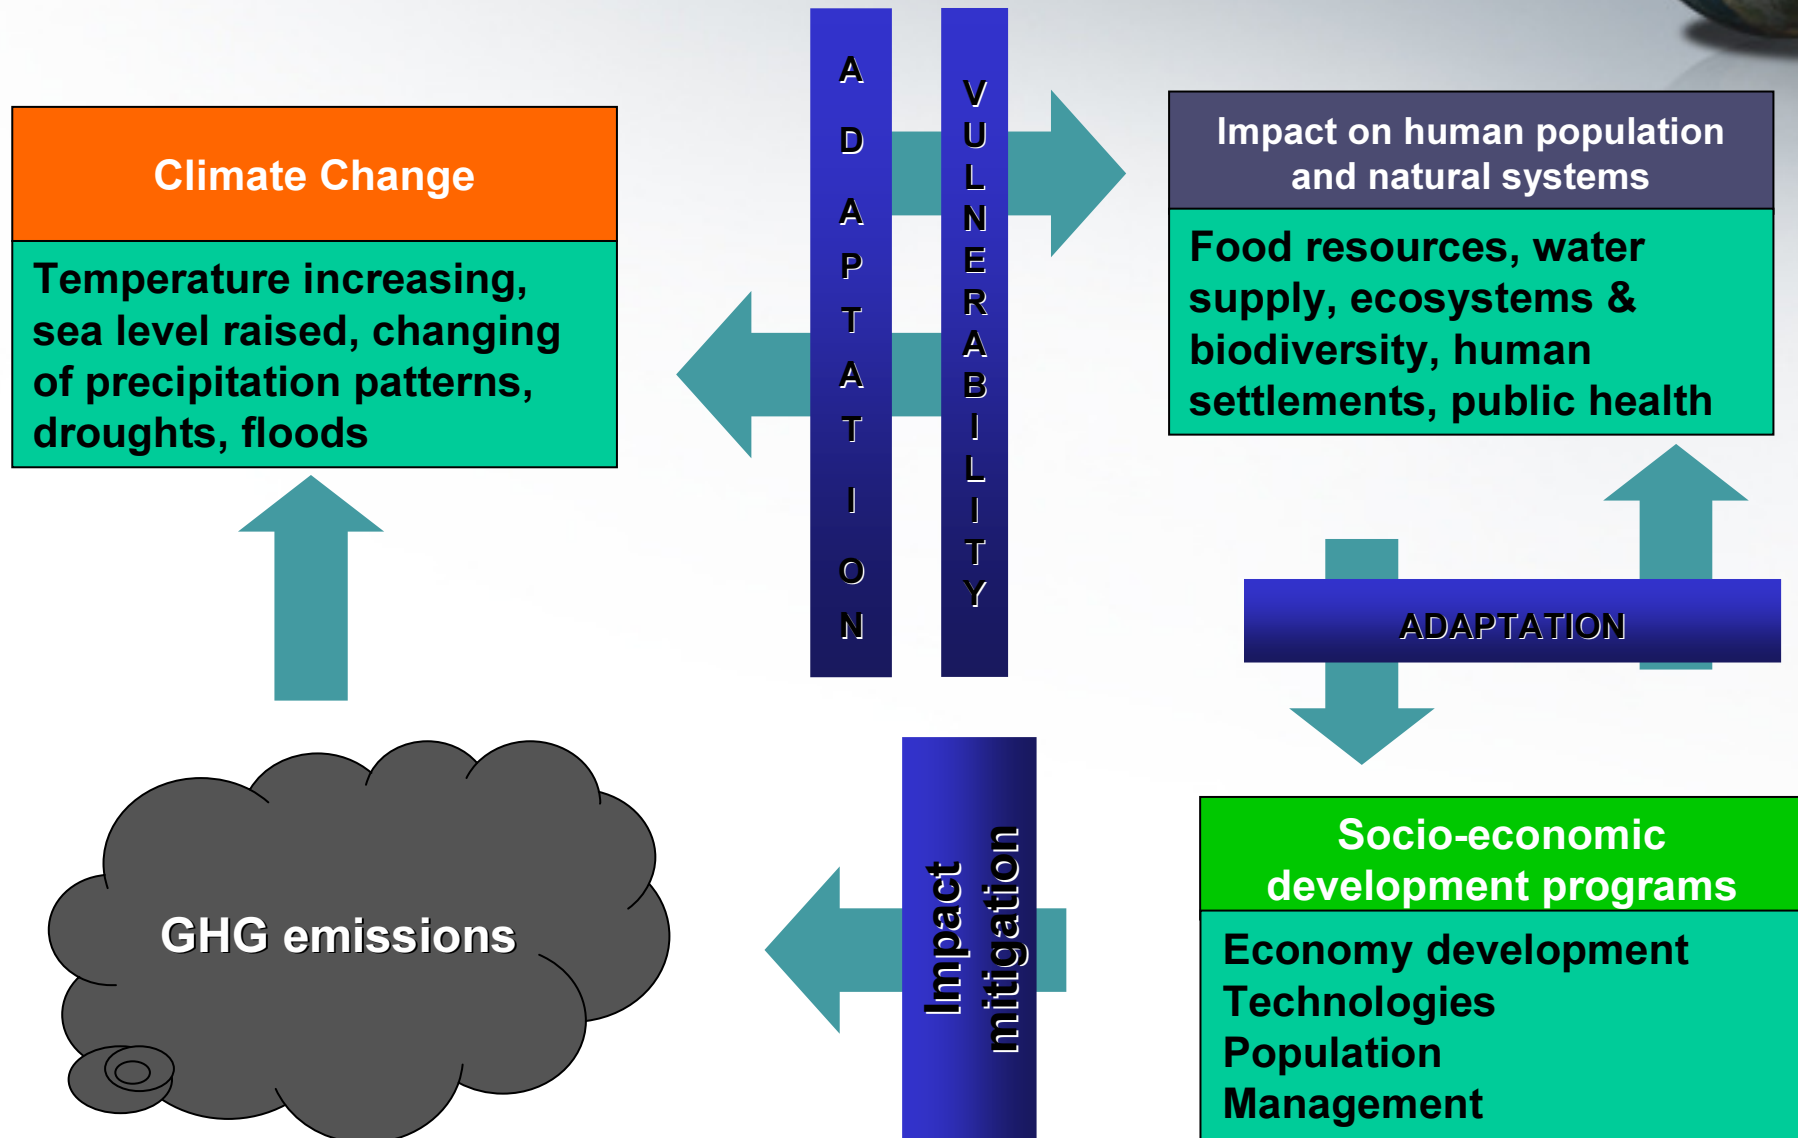 Climate Change
Temperature increasing,
sea level raised, changing
of precipitation patterns,
droughts, floods
ADAPTATION
VULNERABILITY
Impact on human population
and natural systems
Food resources, water
supply, ecosystems &
biodiversity, human
settlements, public health
ADAPTATION
GHG emissions
Impact
mitigation
Socio-economic
development programs
Economy development
Technologies
Population
Management